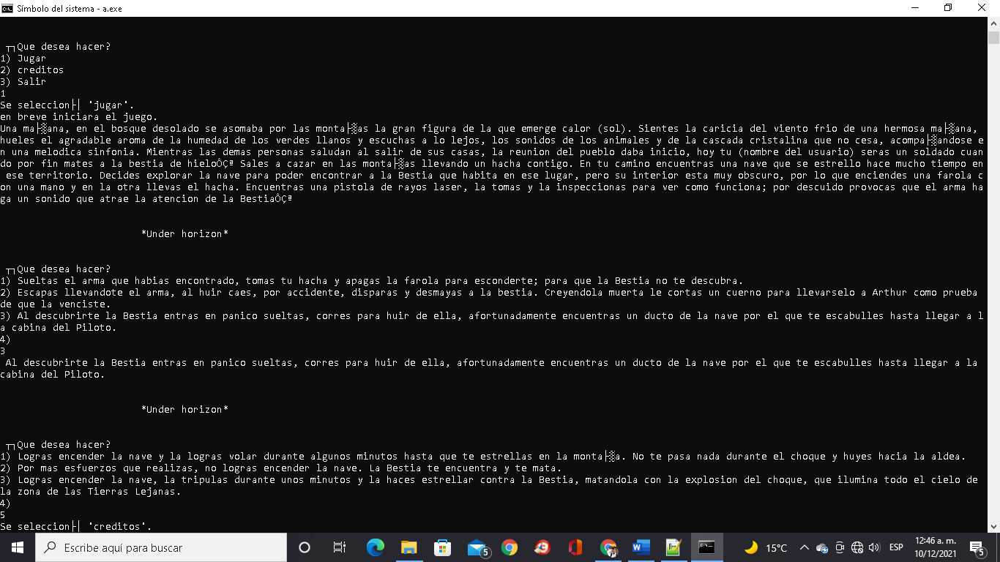 Símbolo del sistema - a.exe
┬┐Que desea hacer?
1) Jugar
2) creditos
3) Salir
1
Se seleccion├│ 'jugar'.
en breve iniciara el juego.
Una ma├▒ana, en el bosque desolado se asomaba por las monta├▒as la gran figura de la que emerge calor (sol). Sientes la caricia del viento frio de una hermosa ma├▒ana,
hueles el agradable aroma de la humedad de los verdes llanos y escuchas a lo lejos, los sonidos de los animales y de la cascada cristalina que no cesa, acompa├▒andose e
n una melodica sinfonia. Mientras las demas personas saludan al salir de sus casas, la reunion del pueblo daba inicio, hoy tu (nombre del usuario) seras un soldado cuan
do por fin mates a la bestia de hieloÔÇª Sales a cazar en las monta├▒as llevando un hacha contigo. En tu camino encuentras una nave que se estrello hace mucho tiempo en
ese territorio. Decides explorar la nave para poder encontrar a la Bestia que habita en ese lugar, pero su interior esta muy obscuro, por lo que enciendes una farola c
on una mano y en la otra llevas el hacha. Encuentras una pistola de rayos laser, la tomas y la inspeccionas para ver como funciona; por descuido provocas que el arma ha
ga un sonido que atrae la atencion de la BestiaÔÇª
*Under horizon*
┬┐Que desea hacer?
1) Sueltas el arma que habias encontrado, tomas tu hacha y apagas la farola para esconderte; para que la Bestia no te descubra.
2) Escapas llevandote el arma, al huir caes, por accidente, disparas y desmayas a la bestia. Creyendola muerta le cortas un cuerno para llevarselo a Arthur como prueba
de que la venciste.
3) Al descubrirte la Bestia entras en panico sueltas, corres para huir de ella, afortunadamente encuentras un ducto de la nave por el que te escabulles hasta llegar a l
a cabina del Piloto.
4)
3
Al descubrirte la Bestia entras en panico sueltas, corres para huir de ella, afortunadamente encuentras un ducto de la nave por el que te escabulles hasta llegar a la
cabina del Piloto.
*Under horizon*
┬┐Que desea hacer?
1) Logras encender la nave y la logras volar durante algunos minutos hasta que te estrellas en la monta├▒a. No te pasa nada durante el choque y huyes hacia la aldea.
2) Por mas esfuerzos que realizas, no logras encender la nave. La Bestia te encuentra y te mata.
3) Logras encender la nave, la tripulas durante unos minutos y la haces estrellar contra la Bestia, matandola con la explosion del choque, que ilumina todo el cielo de
la zona de las Tierras Lejanas.
4)
5
Se seleccion├│ 'creditos'.
Escribe aquí para buscar
5
15°C
ESP
12:46 a. m.
10/12/2021
5